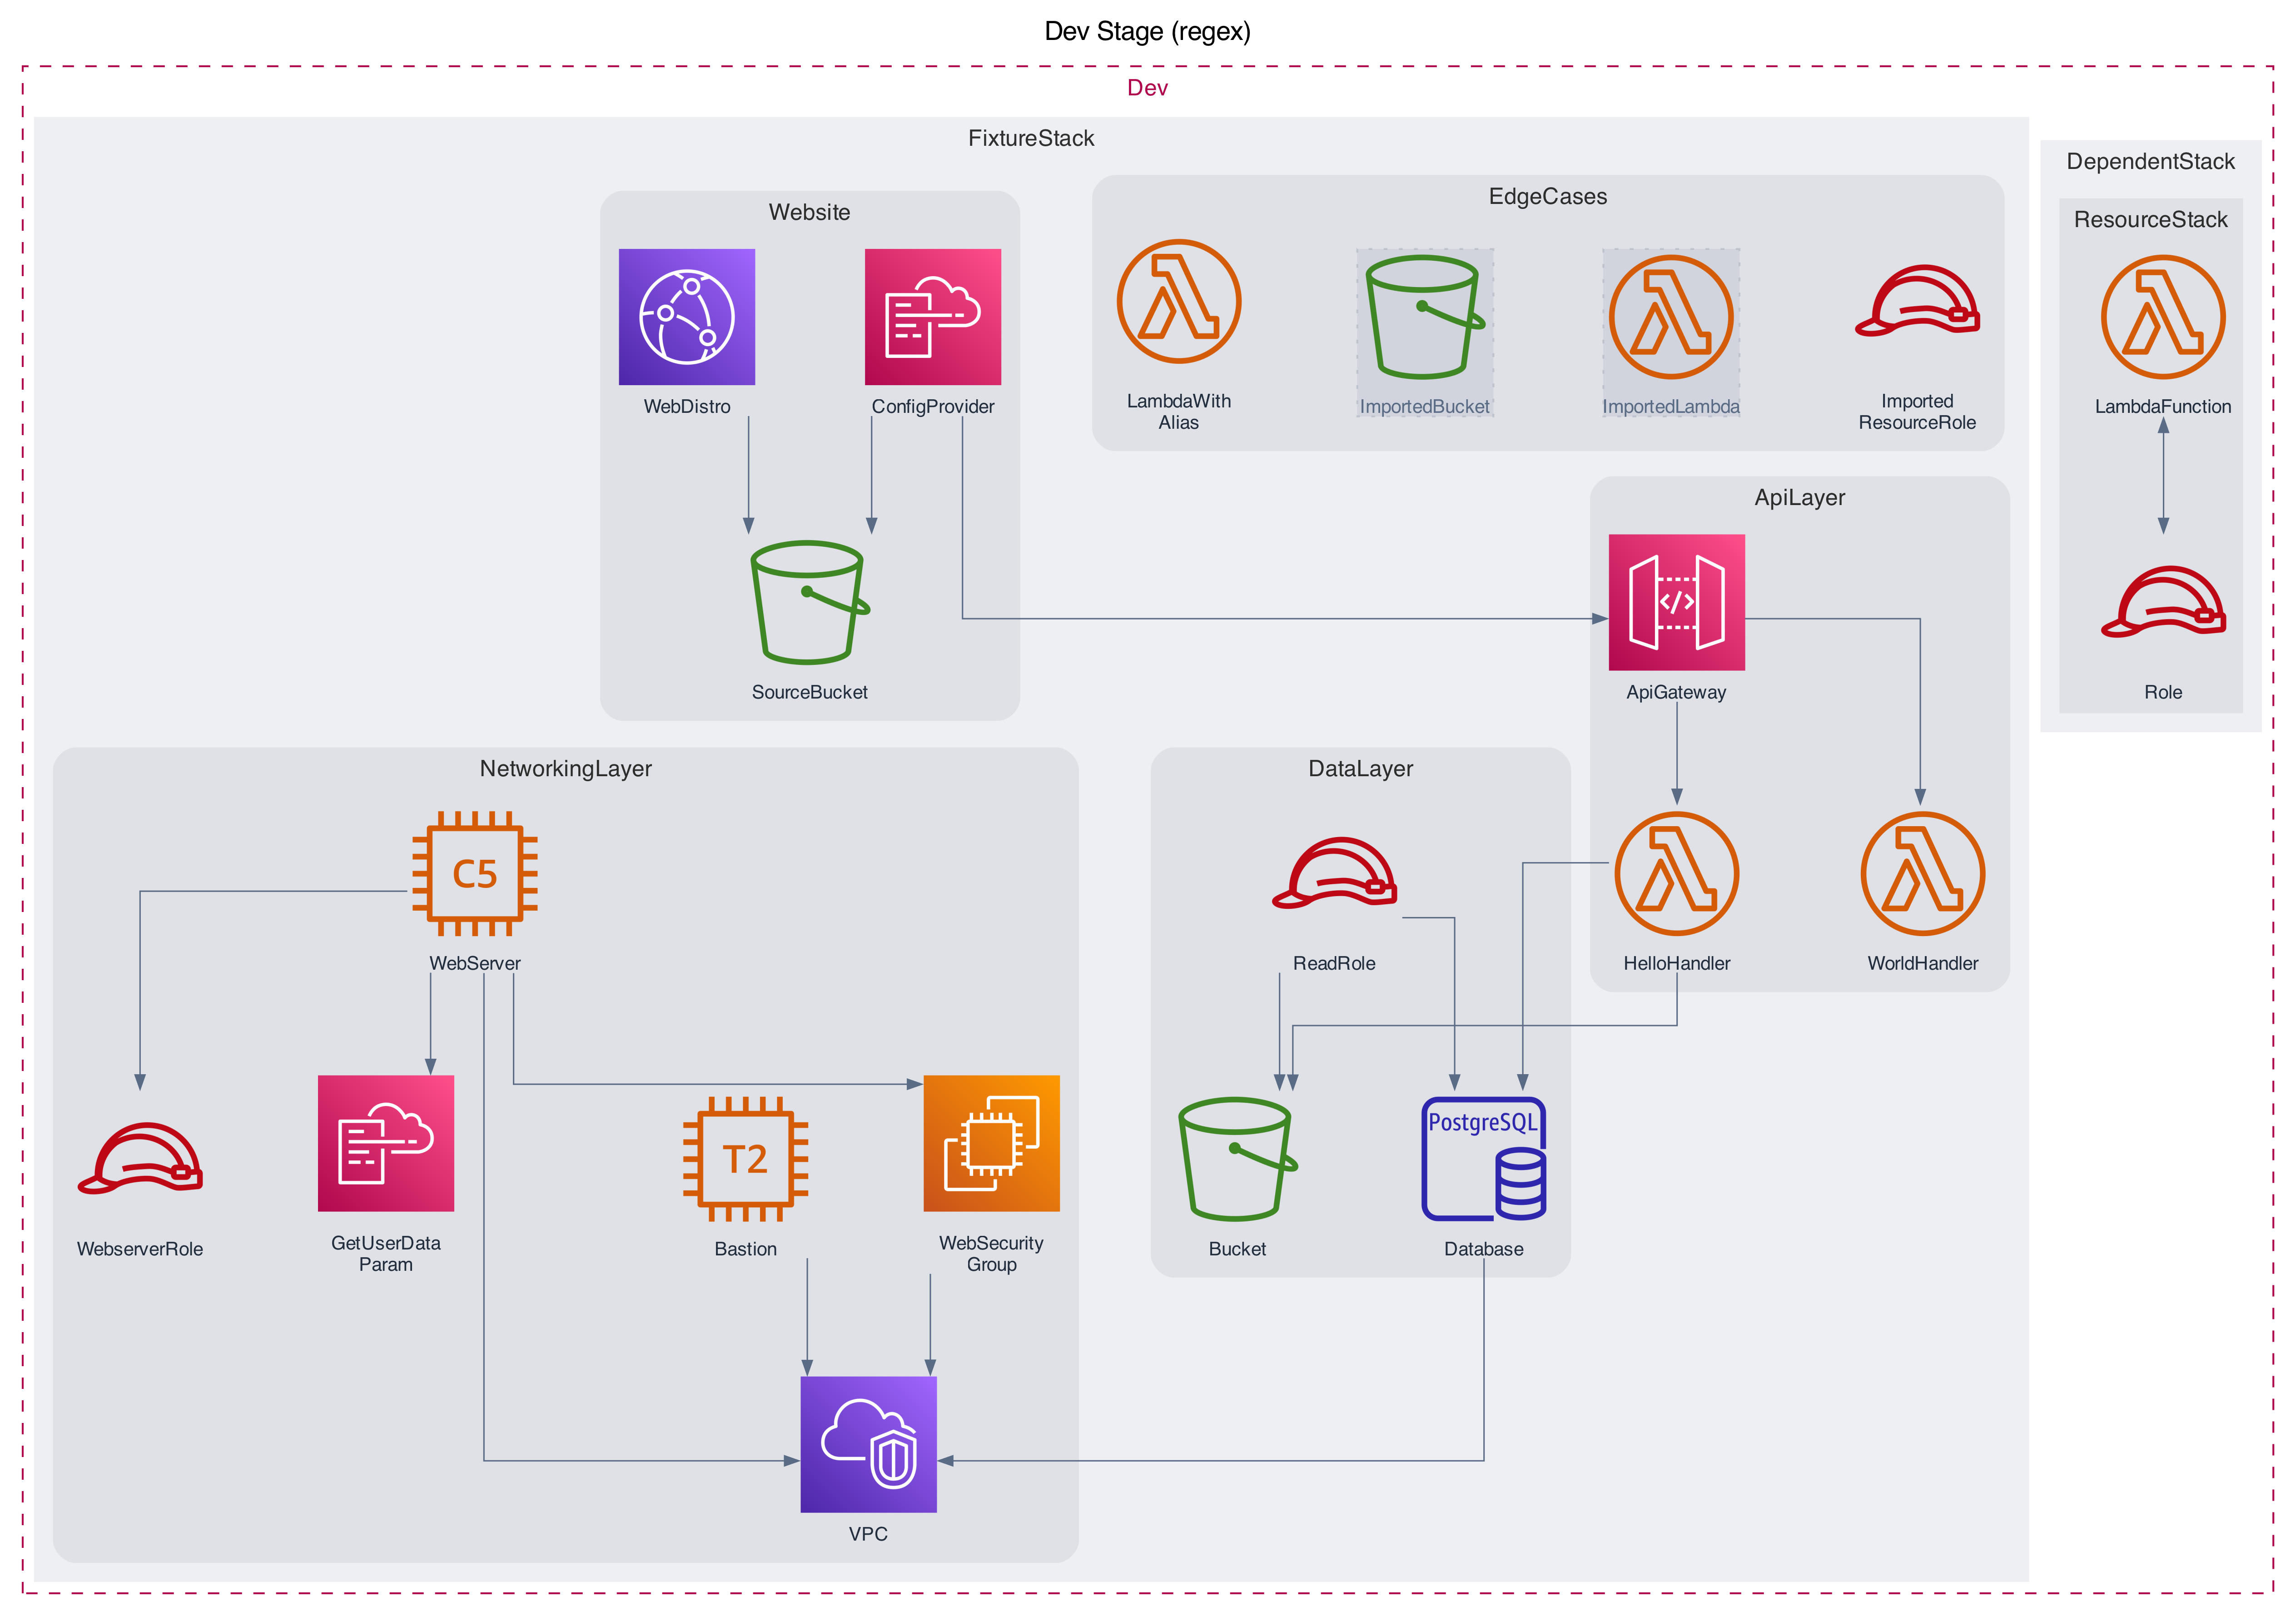 Dev Stage (regex)
Dev
FixtureStack
DependentStack
Website
EdgeCases
ResourceStack
WebDistro
ConfigProvider
LambdaWith
Alias
ImportedBucket
ImportedLambda
Imported
ResourceRole
LambdaFunction
ApiLayer
</>
SourceBucket
ApiGateway
Role
NetworkingLayer
DataLayer
C5
WebServer
ReadRole
HelloHandler
WorldHandler
T2
PostgreSQL
WebserverRole
GetUserData
Param
Bastion
WebSecurity
Group
Bucket
Database
VPC